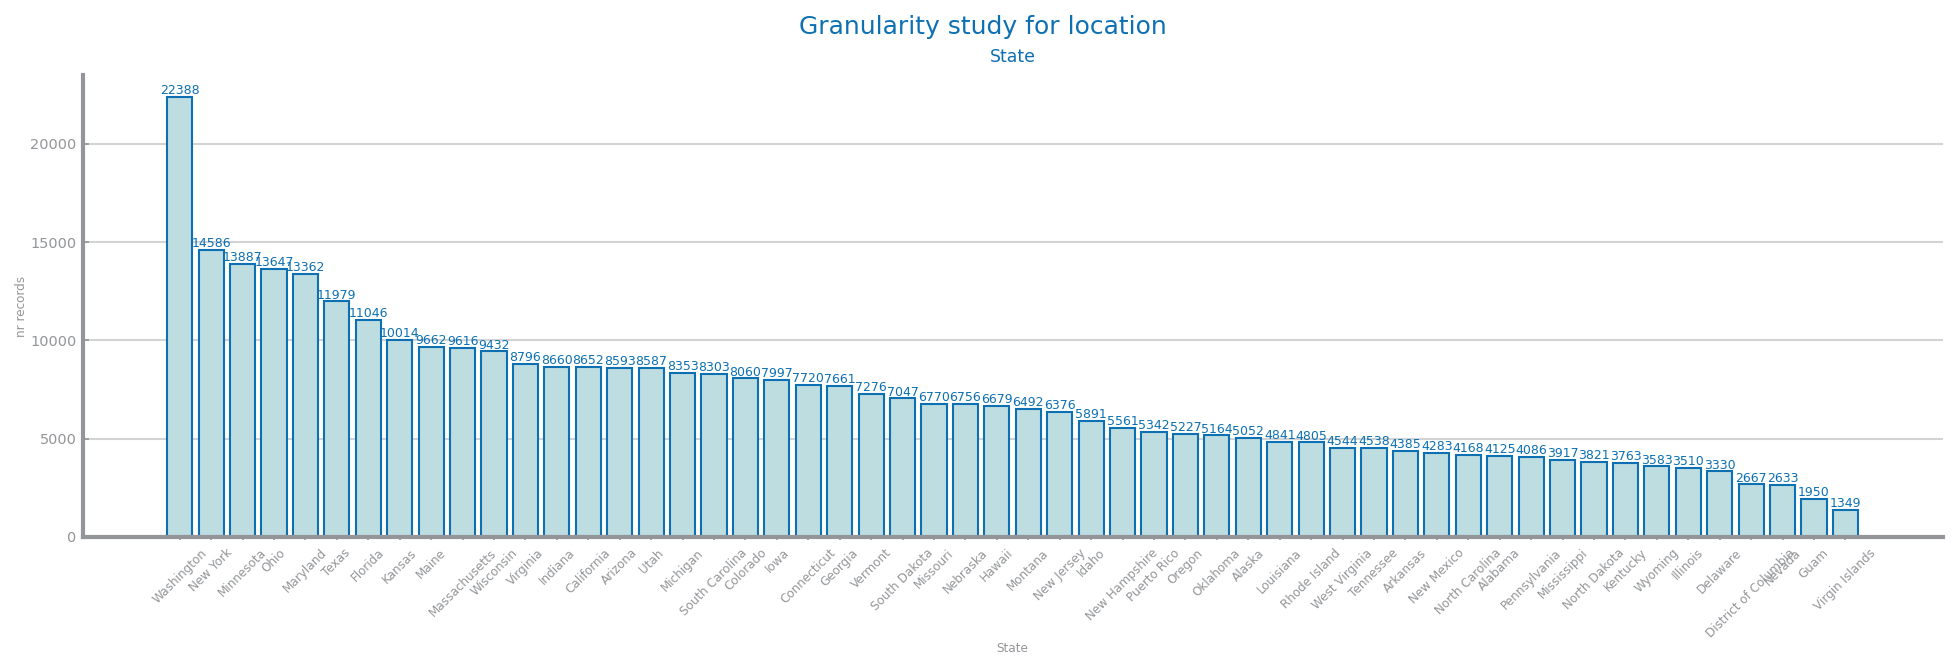 Granularity study for location
State
nr records
20000
15000
10000
5000
0
22388
14586
13887
13647
13362
11979
11046
10014
9662
9616
9432
8796
8660
8652
8593
8587
8353
8303
8060
7997
7720
7661
7276
7047
6770
6756
6679
6492
6376
5891
5561
5342
5227
5164
5052
4841
4805
4544
4538
4385
4283
4168
4125
4086
3917
3821
3763
3583
3510
3330
2667
2633
1950
1349
Washington
New York
Minnesota
Ohio
Maryland
Texas
Florida
Kansas
Maine
Massachusetts
Wisconsin
Virginia
Indiana
California
Arizona
Utah
Michigan
South Carolina
Colorado
Iowa
Connecticut
Georgia
Vermont
South Dakota
Missouri
Nebraska
Hawaii
Montana
New Jersey
Idaho
New Hampshire
Puerto Rico
Oregon
Oklahoma
Alaska
Louisiana
Rhode Island
West Virginia
Tennessee
Arkansas
New Mexico
North Carolina
Alabama
Pennsylvania
Mississippi
North Dakota
Kentucky
Wyoming
Illinois
Delaware
District of Columbia
Nevada
Guam
Virgin Islands
State